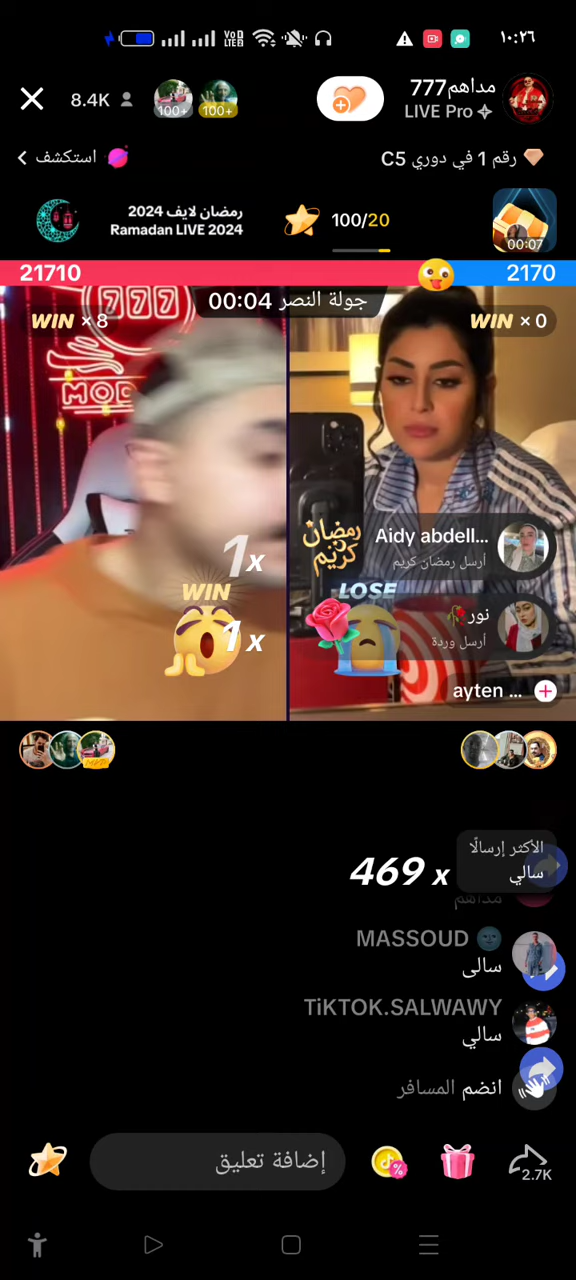 VoD
LTE2
١٠:٢٦
مداهم777
LIVE Pro
8.4K
100+
100+
رقم 1 في دوري C5
استكشف
رمضان لايف 2024
Ramadan LIVE 2024
100/20
00:07
21710
2170
جولة النصر 00:04
WIN × 8
WIN × 0
777
MOD
رمضان كريم
Aidy abdell...
أرسل رمضان كريم
1x
WIN
LOSE
1x
نور
أرسل وردة
ayten ...
الأكثر إرسالًا
سالي
469 x
مداهم
MASSOUD
سالى
TiKTOK.SALWAWY
سالي
انضم المسافر
إضافة تعليق
2.7K